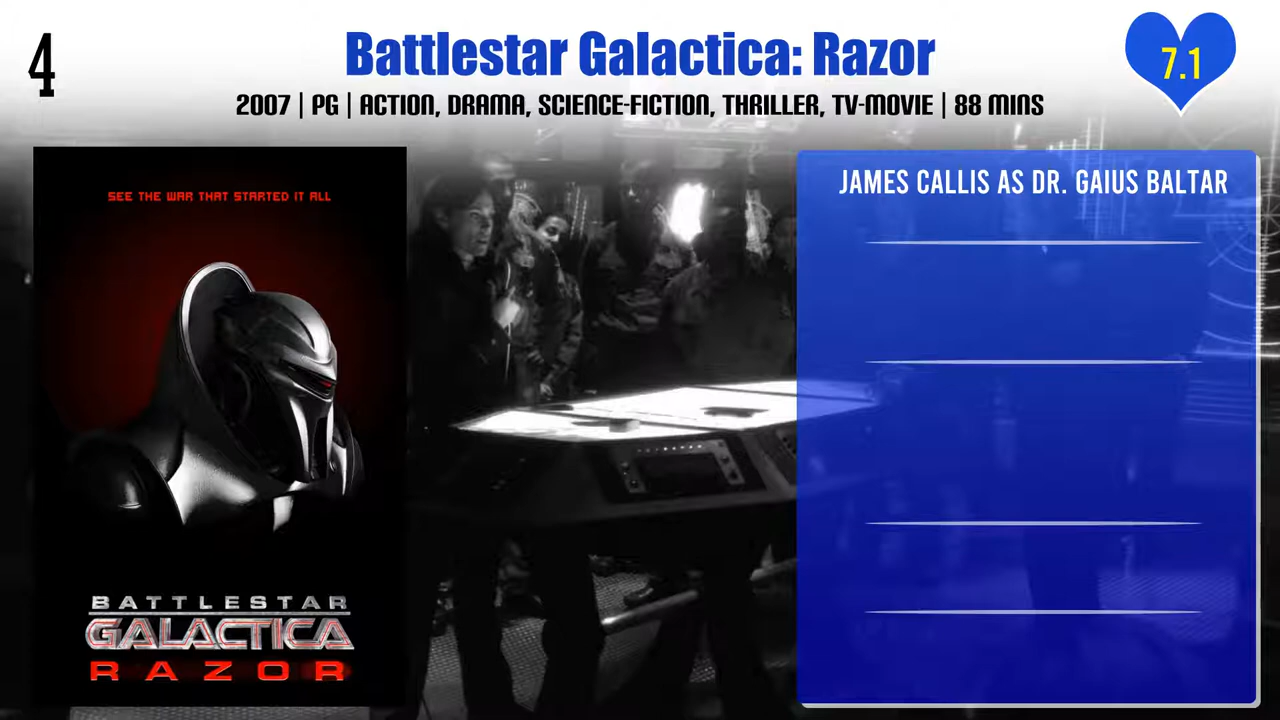 4
Battlestar Galactica: Razor
7.1
2007 | PG | ACTION, DRAMA, SCIENCE-FICTION, THRILLER, TV-MOVIE | 88 MINS
SEE THE WAR THAT STARTED IT ALL
BATTLESTAR
GALACTICA
RAZOR
JAMES CALLIS AS DR. GAIUS BALTAR